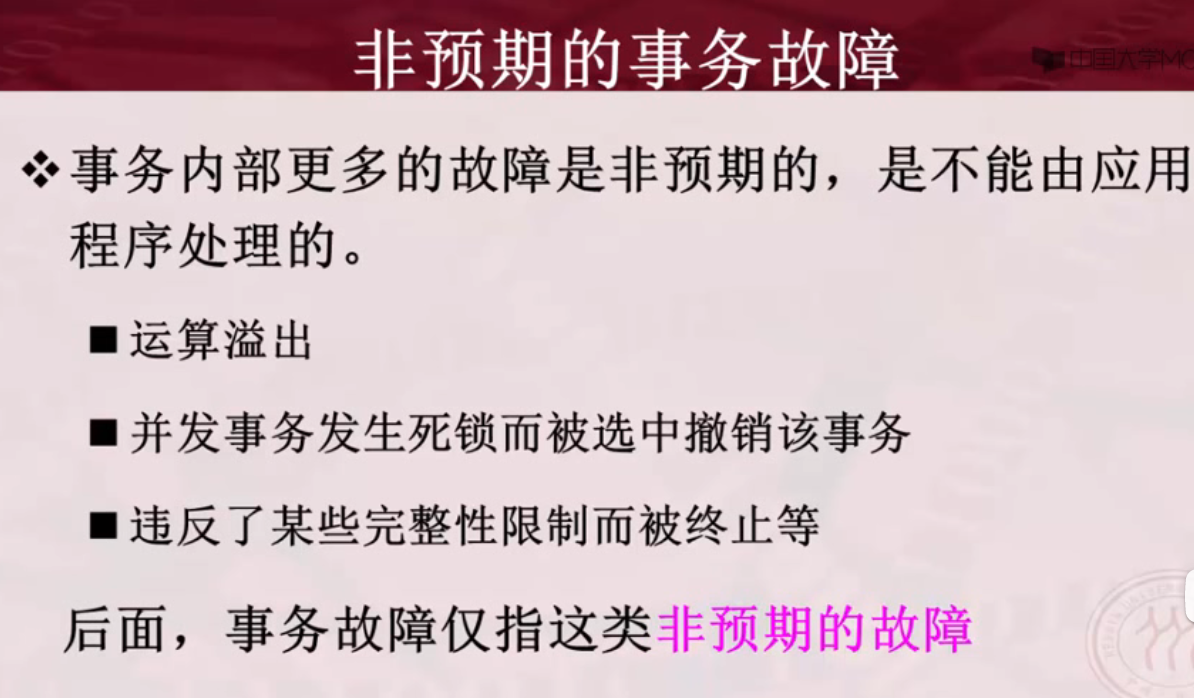 非预期的事务故障
中国大学MO
❖事务内部更多的故障是非预期的，是不能由应用
程序处理的。
■运算溢出
■并发事务发生死锁而被选中撤销该事务
■违反了某些完整性限制而被终止等
后面，事务故障仅指这类非预期的故障